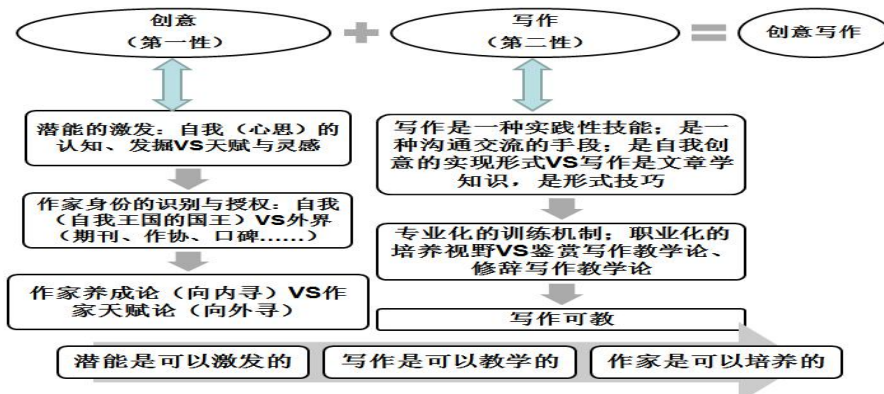 创意
（第一性）
写作
（第二性）
创意写作
潜能的激发：自我（心思）的
认知、发掘VS天赋与灵感
作家身份的识别与授权：自我
（自我王国的国王）VS外界
（期刊、作协、口碑……）
作家养成论（向内寻）VS作
家天赋论（向外寻）
写作是一种实践性技能；是一
种沟通交流的手段；是自我创
意的实现形式VS写作是文章学
知识，是形式技巧
专业化的训练机制；职业化的
培养视野VS鉴赏写作教学论、
修辞写作教学论
写作可教
潜能是可以激发的
写作是可以教学的
作家是可以培养的